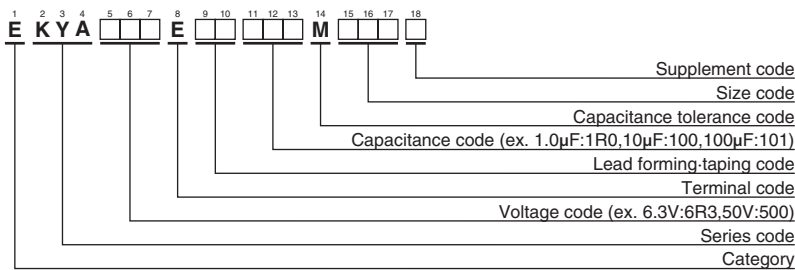 1 2 3 4 5 6 7 8 9 10 11 12 13 14 15 16 17 18
E KYA E M
Supplement code
Size code
Capacitance tolerance code
Capacitance code (ex. 1.0μF:1R0,10μF:100,100μF:101)
Lead forming·taping code
Terminal code
Voltage code (ex. 6.3V:6R3,50V:500)
Series code
Category